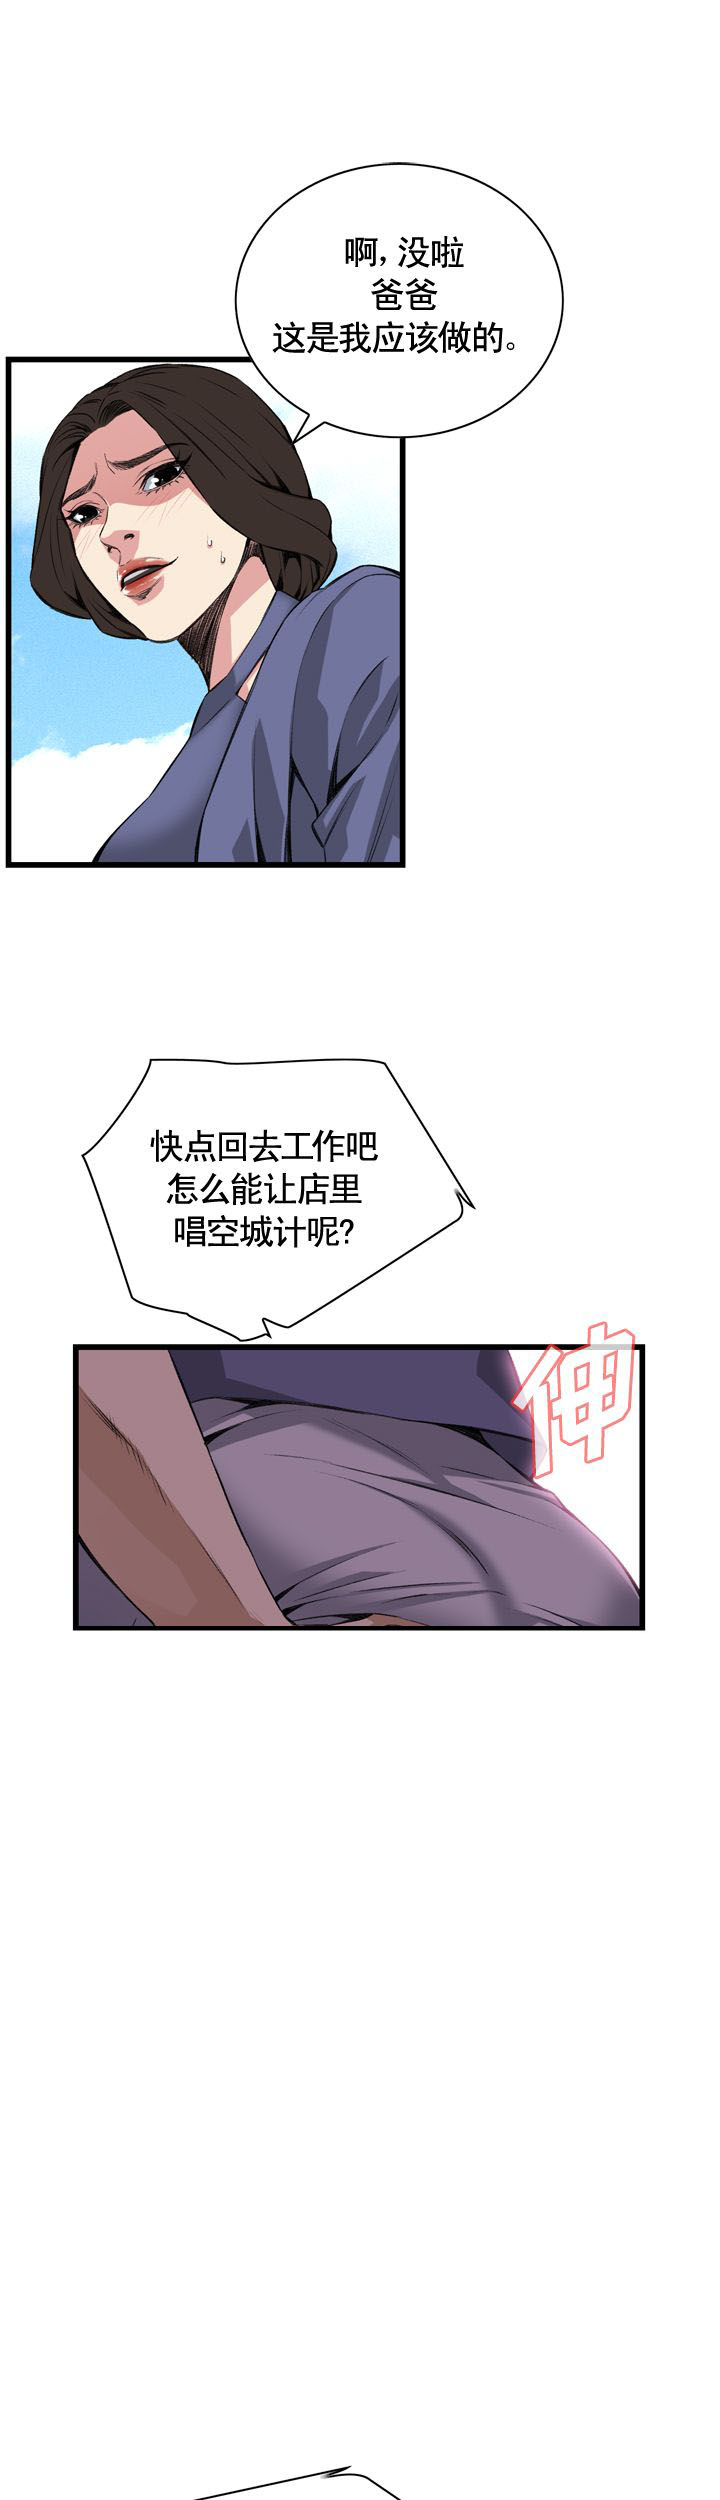 啊,没啦
爸爸
这是我应该做的。
快点回去工作吧
怎么能让店里
唱空城计呢?
伸